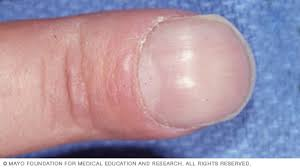 © MAYO FOUNDATION FOR MEDICAL EDUCATION AND RESEARCH. ALL RIGHTS RESERVED.